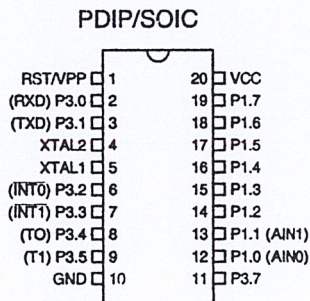 PDIP/SOIC
RST/VPP 1 20 VCC
(RXD) P3.0 2 19 P1.7
(TXD) P3.1 3 18 P1.6
XTAL2 4 17 P1.5
XTAL1 5 16 P1.4
(INT0) P3.2 6 15 P1.3
(INT1) P3.3 7 14 P1.2
(TO) P3.4 8 13 P1.1 (AIN1)
(T1) P3.5 9 12 P1.0 (AIN0)
GND 10 11 P3.7